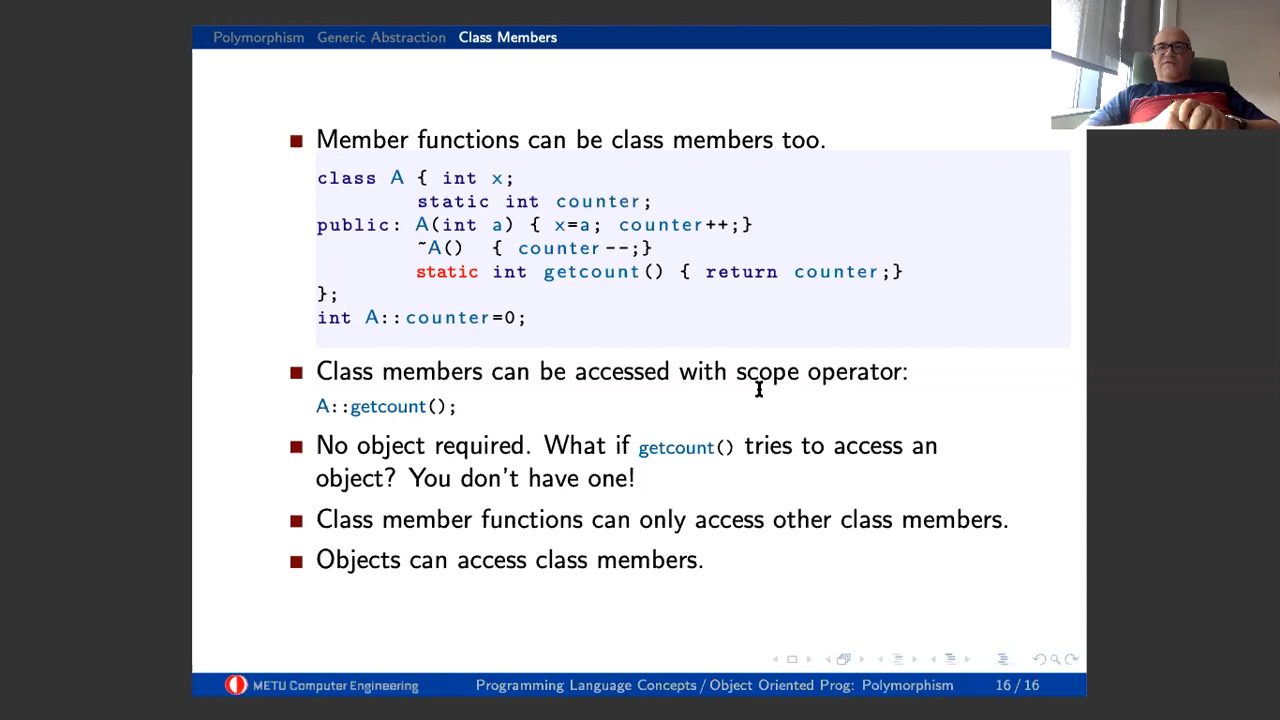 Polymorphism Generic Abstraction Class Members
Member functions can be class members too.
class A { int x;
static int counter;
public: A(int a) { x=a; counter++;}
~A() { counter--;}
static int getcount() { return counter;}
};
int A::counter=0;
Class members can be accessed with scope operator:
A::getcount();
No object required. What if getcount() tries to access an
object? You don't have one!
Class member functions can only access other class members.
Objects can access class members.
METU Computer Engineering Programming Language Concepts/Object Oriented Prog: Polymorphism 16/16